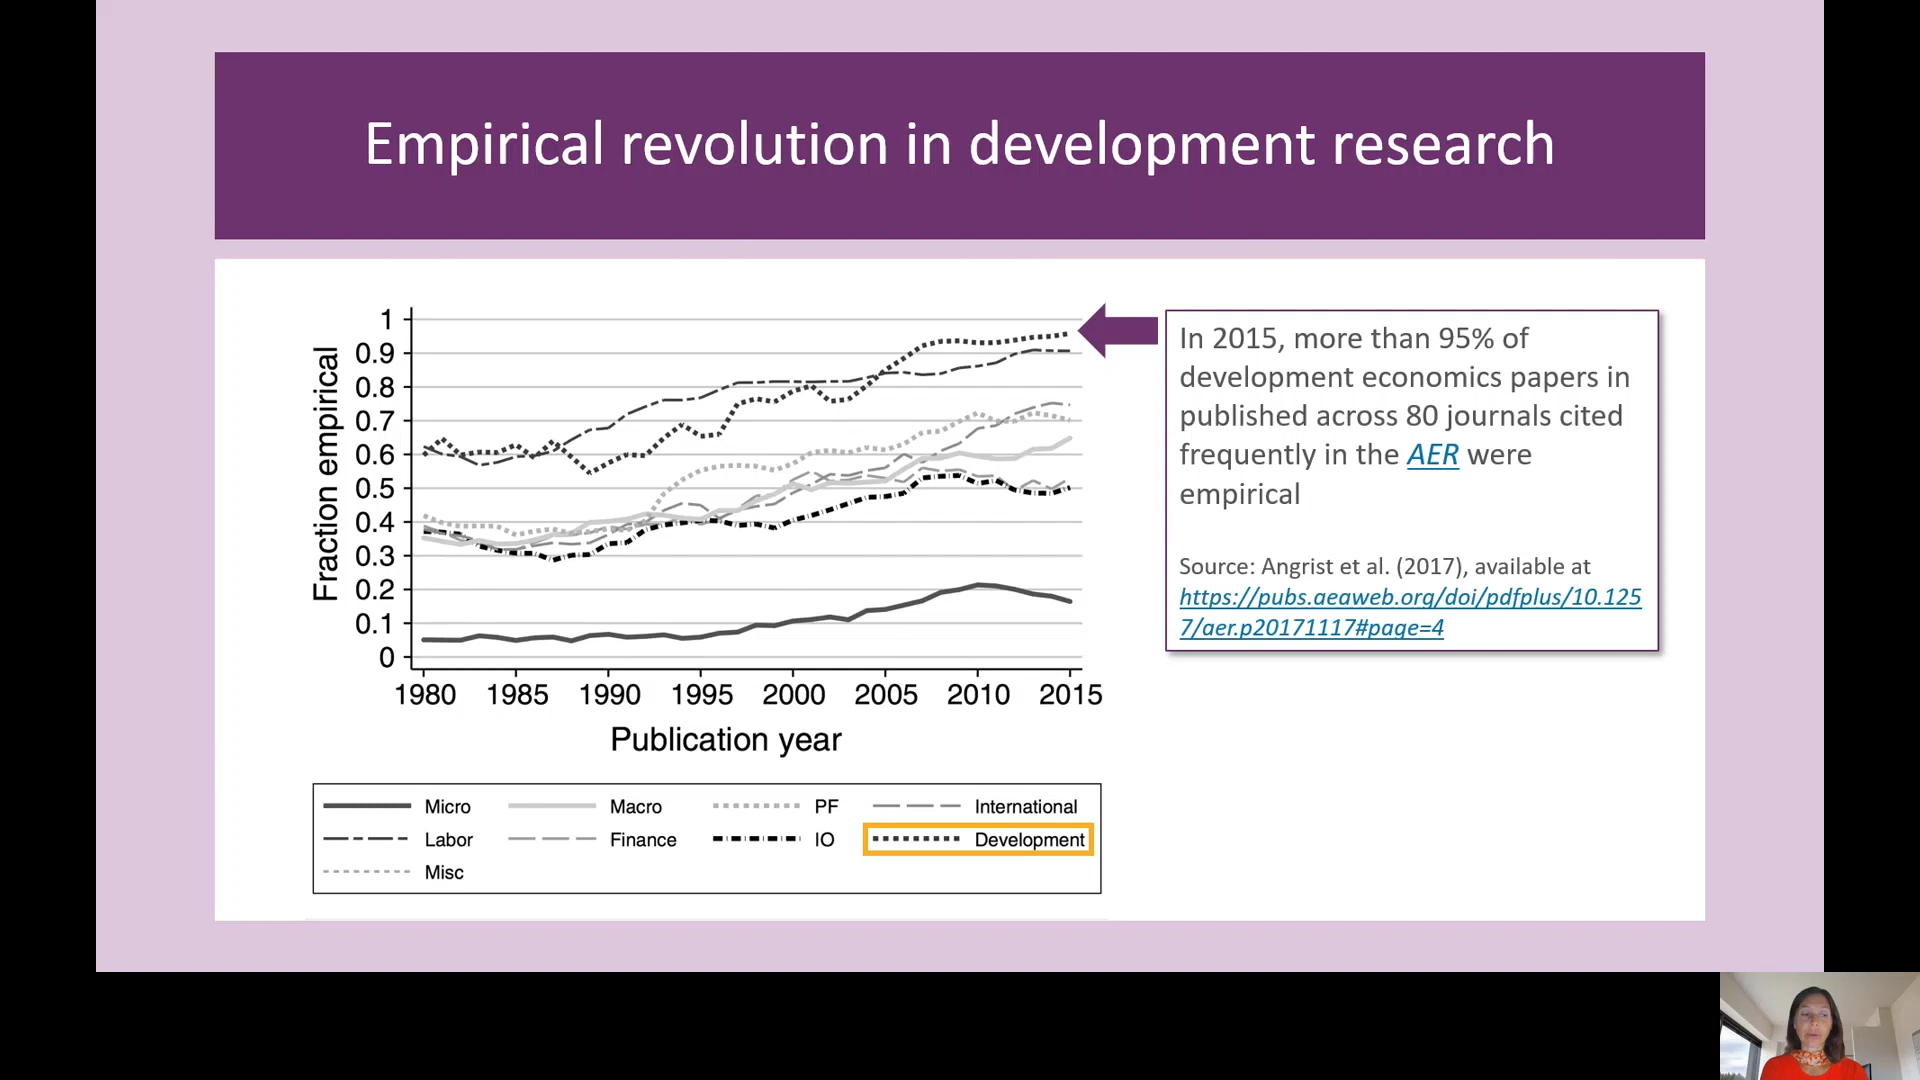 Empirical revolution in development research
1
0.9
0.8
0.7
0.6
0.5
0.4
0.3
0.2
0.1
0
Fraction empirical
1980 1985 1990 1995 2000 2005 2010 2015
Publication year
Micro Macro PF International
Labor Finance IO Development
Misc
In 2015, more than 95% of
development economics papers in
published across 80 journals cited
frequently in the AER were
empirical
Source: Angrist et al. (2017), available at
https://pubs.aeaweb.org/doi/pdfplus/10.125
7/aer.p20171117#page=4